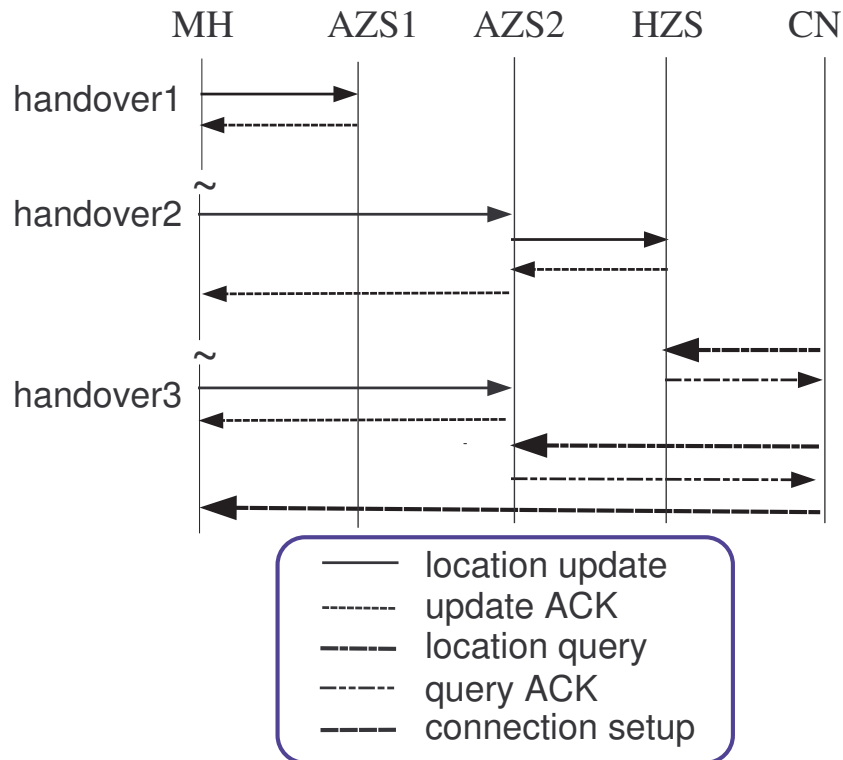 MH AZS1 AZS2 HZS CN
handover1
~
handover2
~
handover3
location update
update ACK
location query
query ACK
connection setup